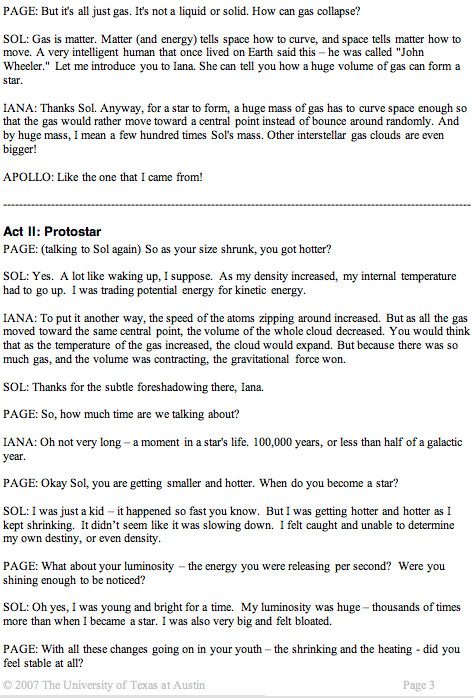 PAGE: But it's all just gas. It's not a liquid or solid. How can gas collapse?
SOL: Gas is matter. Matter (and energy) tells space how to curve, and space tells matter how to
move. A very intelligent human that once lived on Earth said this – he was called "John
Wheeler." Let me introduce you to Iana. She can tell you how a huge volume of gas can form a
star.
IANA: Thanks Sol. Anyway, for a star to form, a huge mass of gas has to curve space enough so
that the gas would rather move toward a central point instead of bounce around randomly. And
by huge mass, I mean a few hundred times Sol's mass. Other interstellar gas clouds are even
bigger!
APOLLO: Like the one that I came from!
Act II: Protostar
PAGE: (talking to Sol again) So as your size shrunk, you got hotter?
SOL: Yes. A lot like waking up, I suppose. As my density increased, my internal temperature
had to go up. I was trading potential energy for kinetic energy.
IANA: To put it another way, the speed of the atoms zipping around increased. But as all the gas
moved toward the same central point, the volume of the whole cloud decreased. You would think
that as the temperature of the gas increased, the cloud would expand. But because there was so
much gas, and the volume was contracting, the gravitational force won.
SOL: Thanks for the subtle foreshadowing there, Iana.
PAGE: So, how much time are we talking about?
IANA: Oh not very long – a moment in a star's life. 100,000 years, or less than half of a galactic
year.
PAGE: Okay Sol, you are getting smaller and hotter. When do you become a star?
SOL: I was just a kid – it happened so fast you know. But I was getting hotter and hotter as I
kept shrinking. It didn't seem like it was slowing down. I felt caught and unable to determine
my own destiny, or even density.
PAGE: What about your luminosity – the energy you were releasing per second? Were you
shining enough to be noticed?
SOL: Oh yes, I was young and bright for a time. My luminosity was huge – thousands of times
more than when I became a star. I was also very big and felt bloated.
PAGE: With all these changes going on in your youth – the shrinking and the heating - did you
feel stable at all?
© 2007 The University of Texas at Austin Page 3